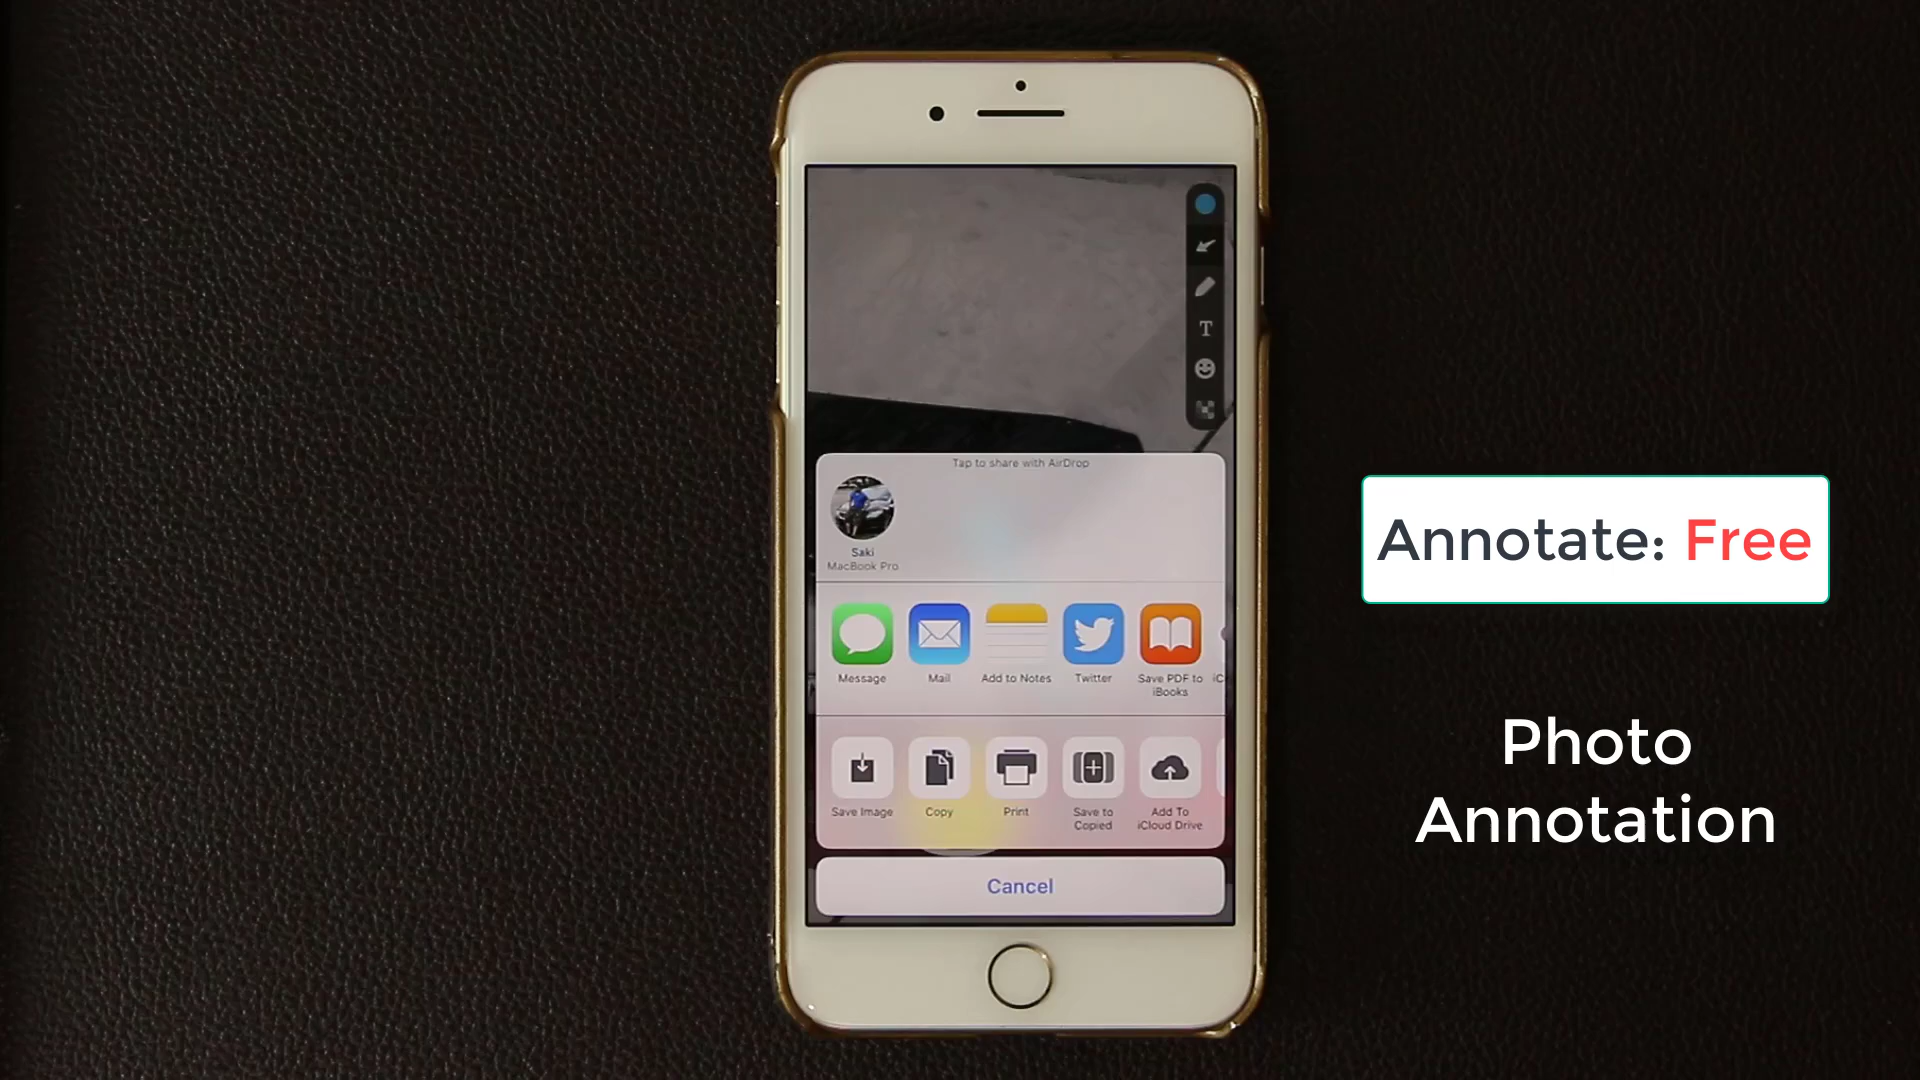 T
Tap to share with AirDrop
Saki
MacBook Pro
Annotate: Free
Message
Mail
Add to Notes
Twitter
Save PDF to
iBooks
iC
Save Image
Copy
Print
Save to
Copied
Add To
iCloud Drive
Cancel
Photo
Annotation